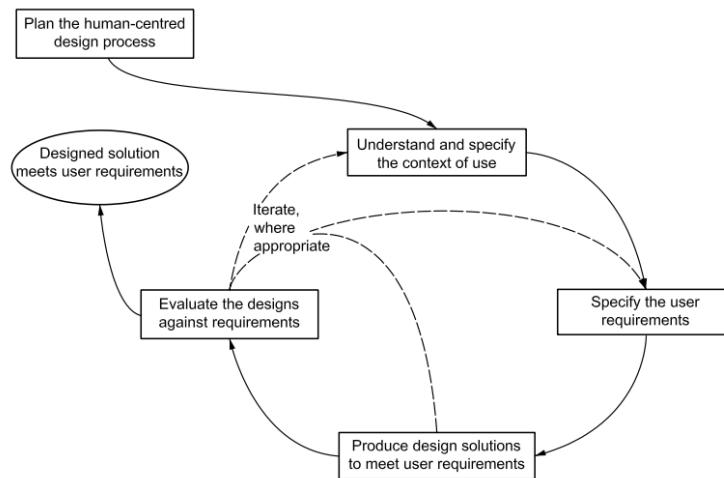 Plan the human-centred
design process
Understand and specify
the context of use
Designed solution
meets user requirements
Iterate,
where
appropriate
Evaluate the designs
against requirements
Specify the user
requirements
Produce design solutions
to meet user requirements